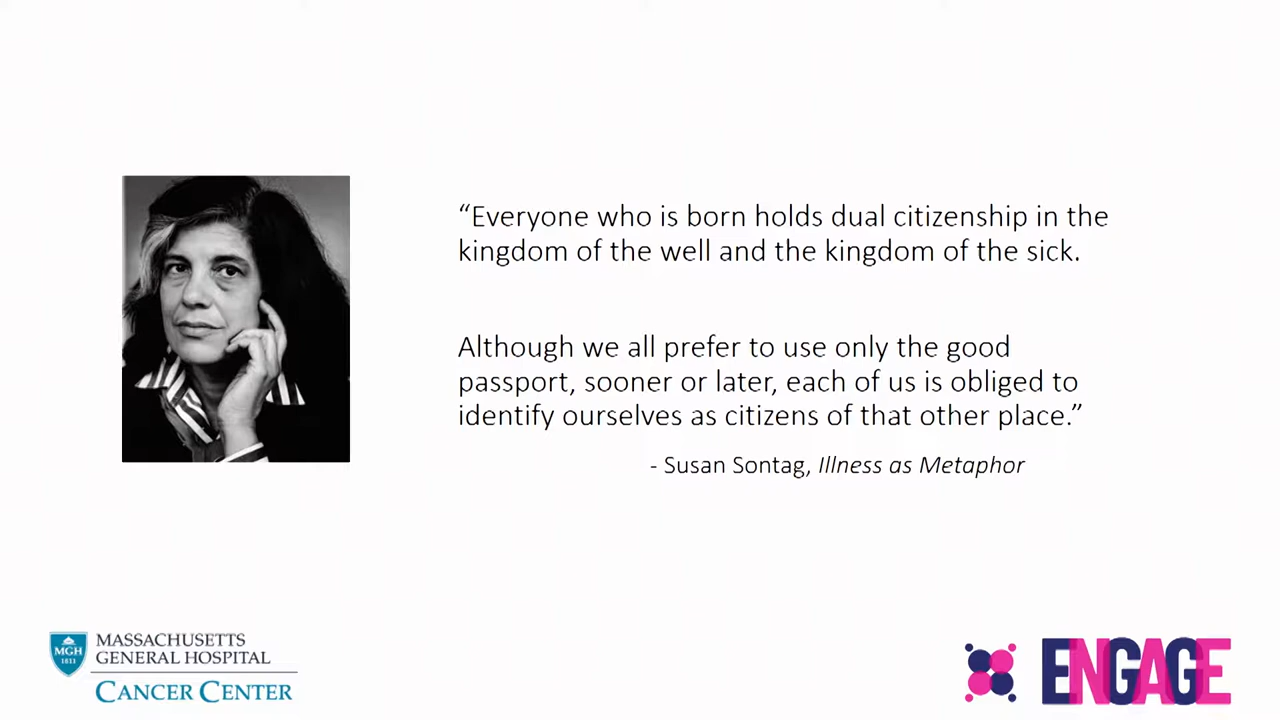 “Everyone who is born holds dual citizenship in the
kingdom of the well and the kingdom of the sick.
Although we all prefer to use only the good
passport, sooner or later, each of us is obliged to
identify ourselves as citizens of that other place.”
- Susan Sontag, Illness as Metaphor
MGH
1811
MASSACHUSETTS
GENERAL HOSPITAL
CANCER CENTER
ENGAGE